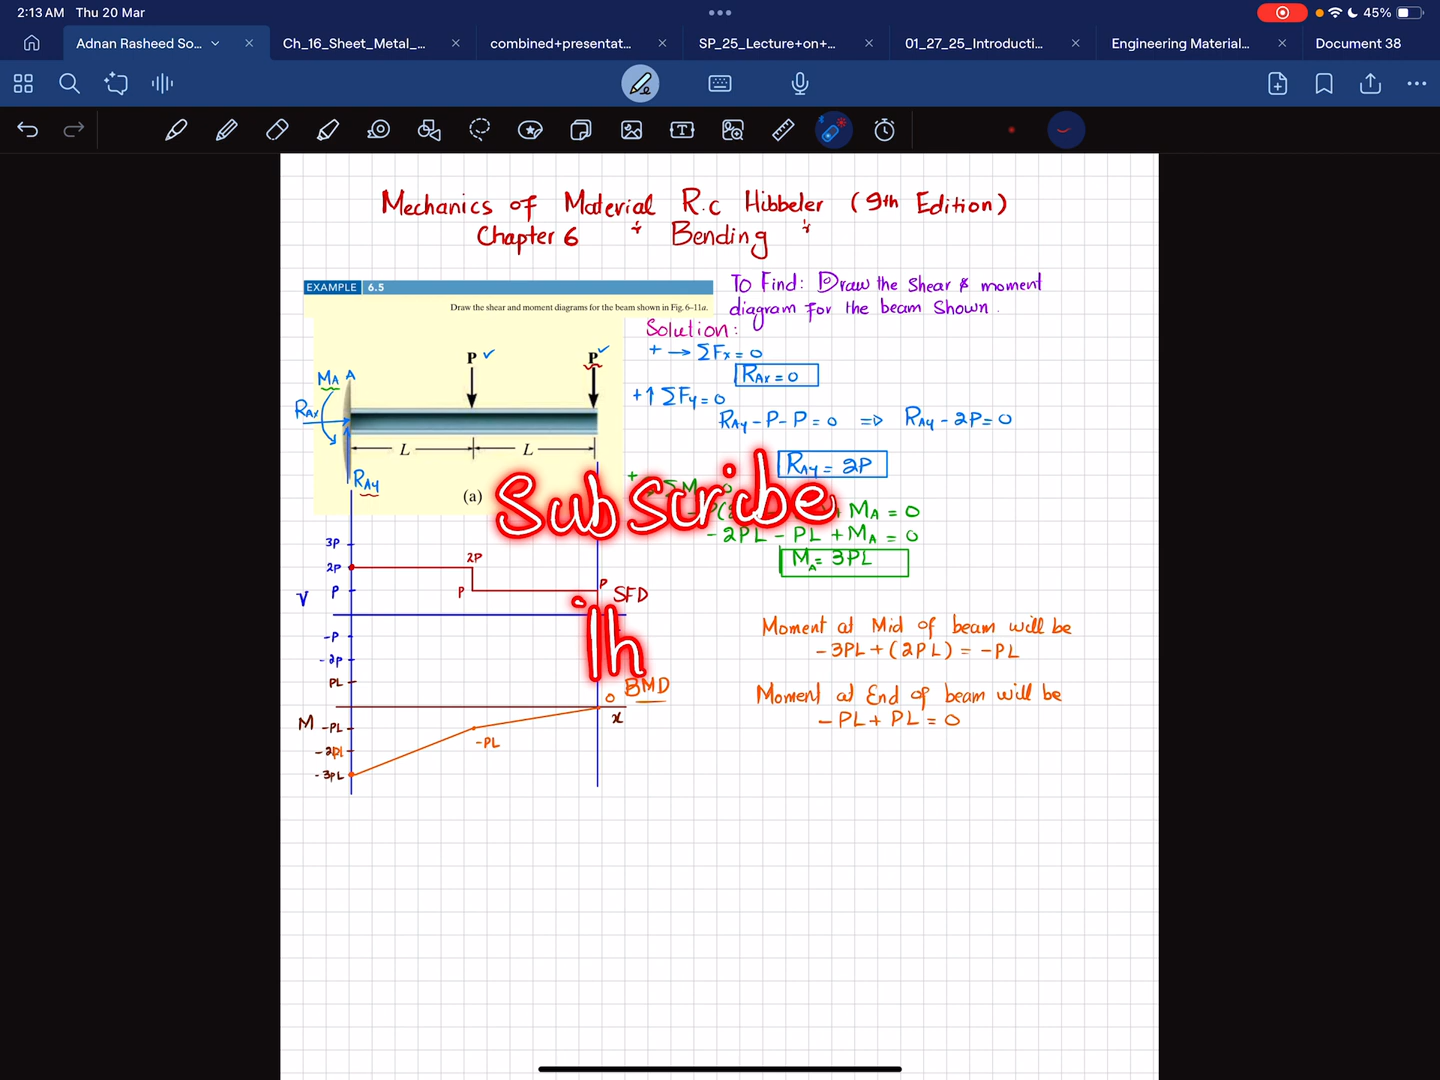 2:13 AM Thu 20 Mar
45%
Adnan Rasheed So...
Ch_16_Sheet_Metal_...
combined+presentat...
SP_25_Lecture+on+...
01_27_25_Introducti...
Engineering Material...
Document 38
Mechanics of Material R.C Hibbeler (9th Edition)
Chapter 6 Bending
EXAMPLE 6.5
Draw the shear and moment diagrams for the beam shown in Fig. 6–11a.
To Find: Draw the Shear & moment
diagram for the beam Shown.
Solution:
+ → ΣFx = 0
RAx = 0
+↑ ΣFy = 0
RAy - P - P = 0 => RAy - 2P = 0
RAy = 2P
P ✓
P ✓
MA A
RAx
L
L
RAy
(a)
Subscribe
+ MA = 0
- 2PL - PL + MA = 0
MA = 3PL
3P
2P
2P
P
P
P
V
SFD
-P
-2P
ih
Moment at Mid of beam will be
-3PL + (2PL) = -PL
PL
0
BMD
M
x
-PL
-PL
-2PL
-3PL
Moment at End of beam will be
- PL + PL = 0